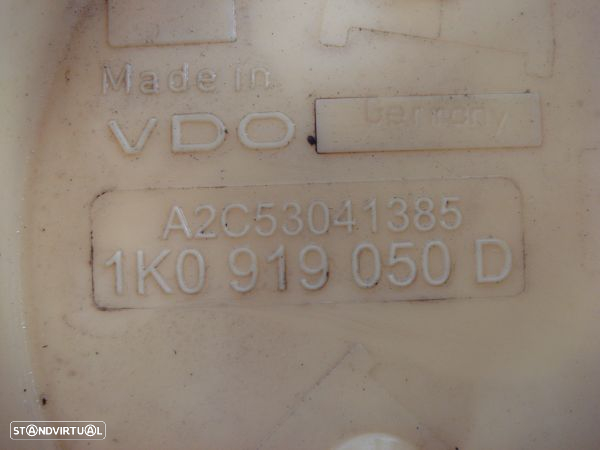 Made in
VDO Germany
A2C53041385
1K0 919 050 D
STANDVIRTUAL